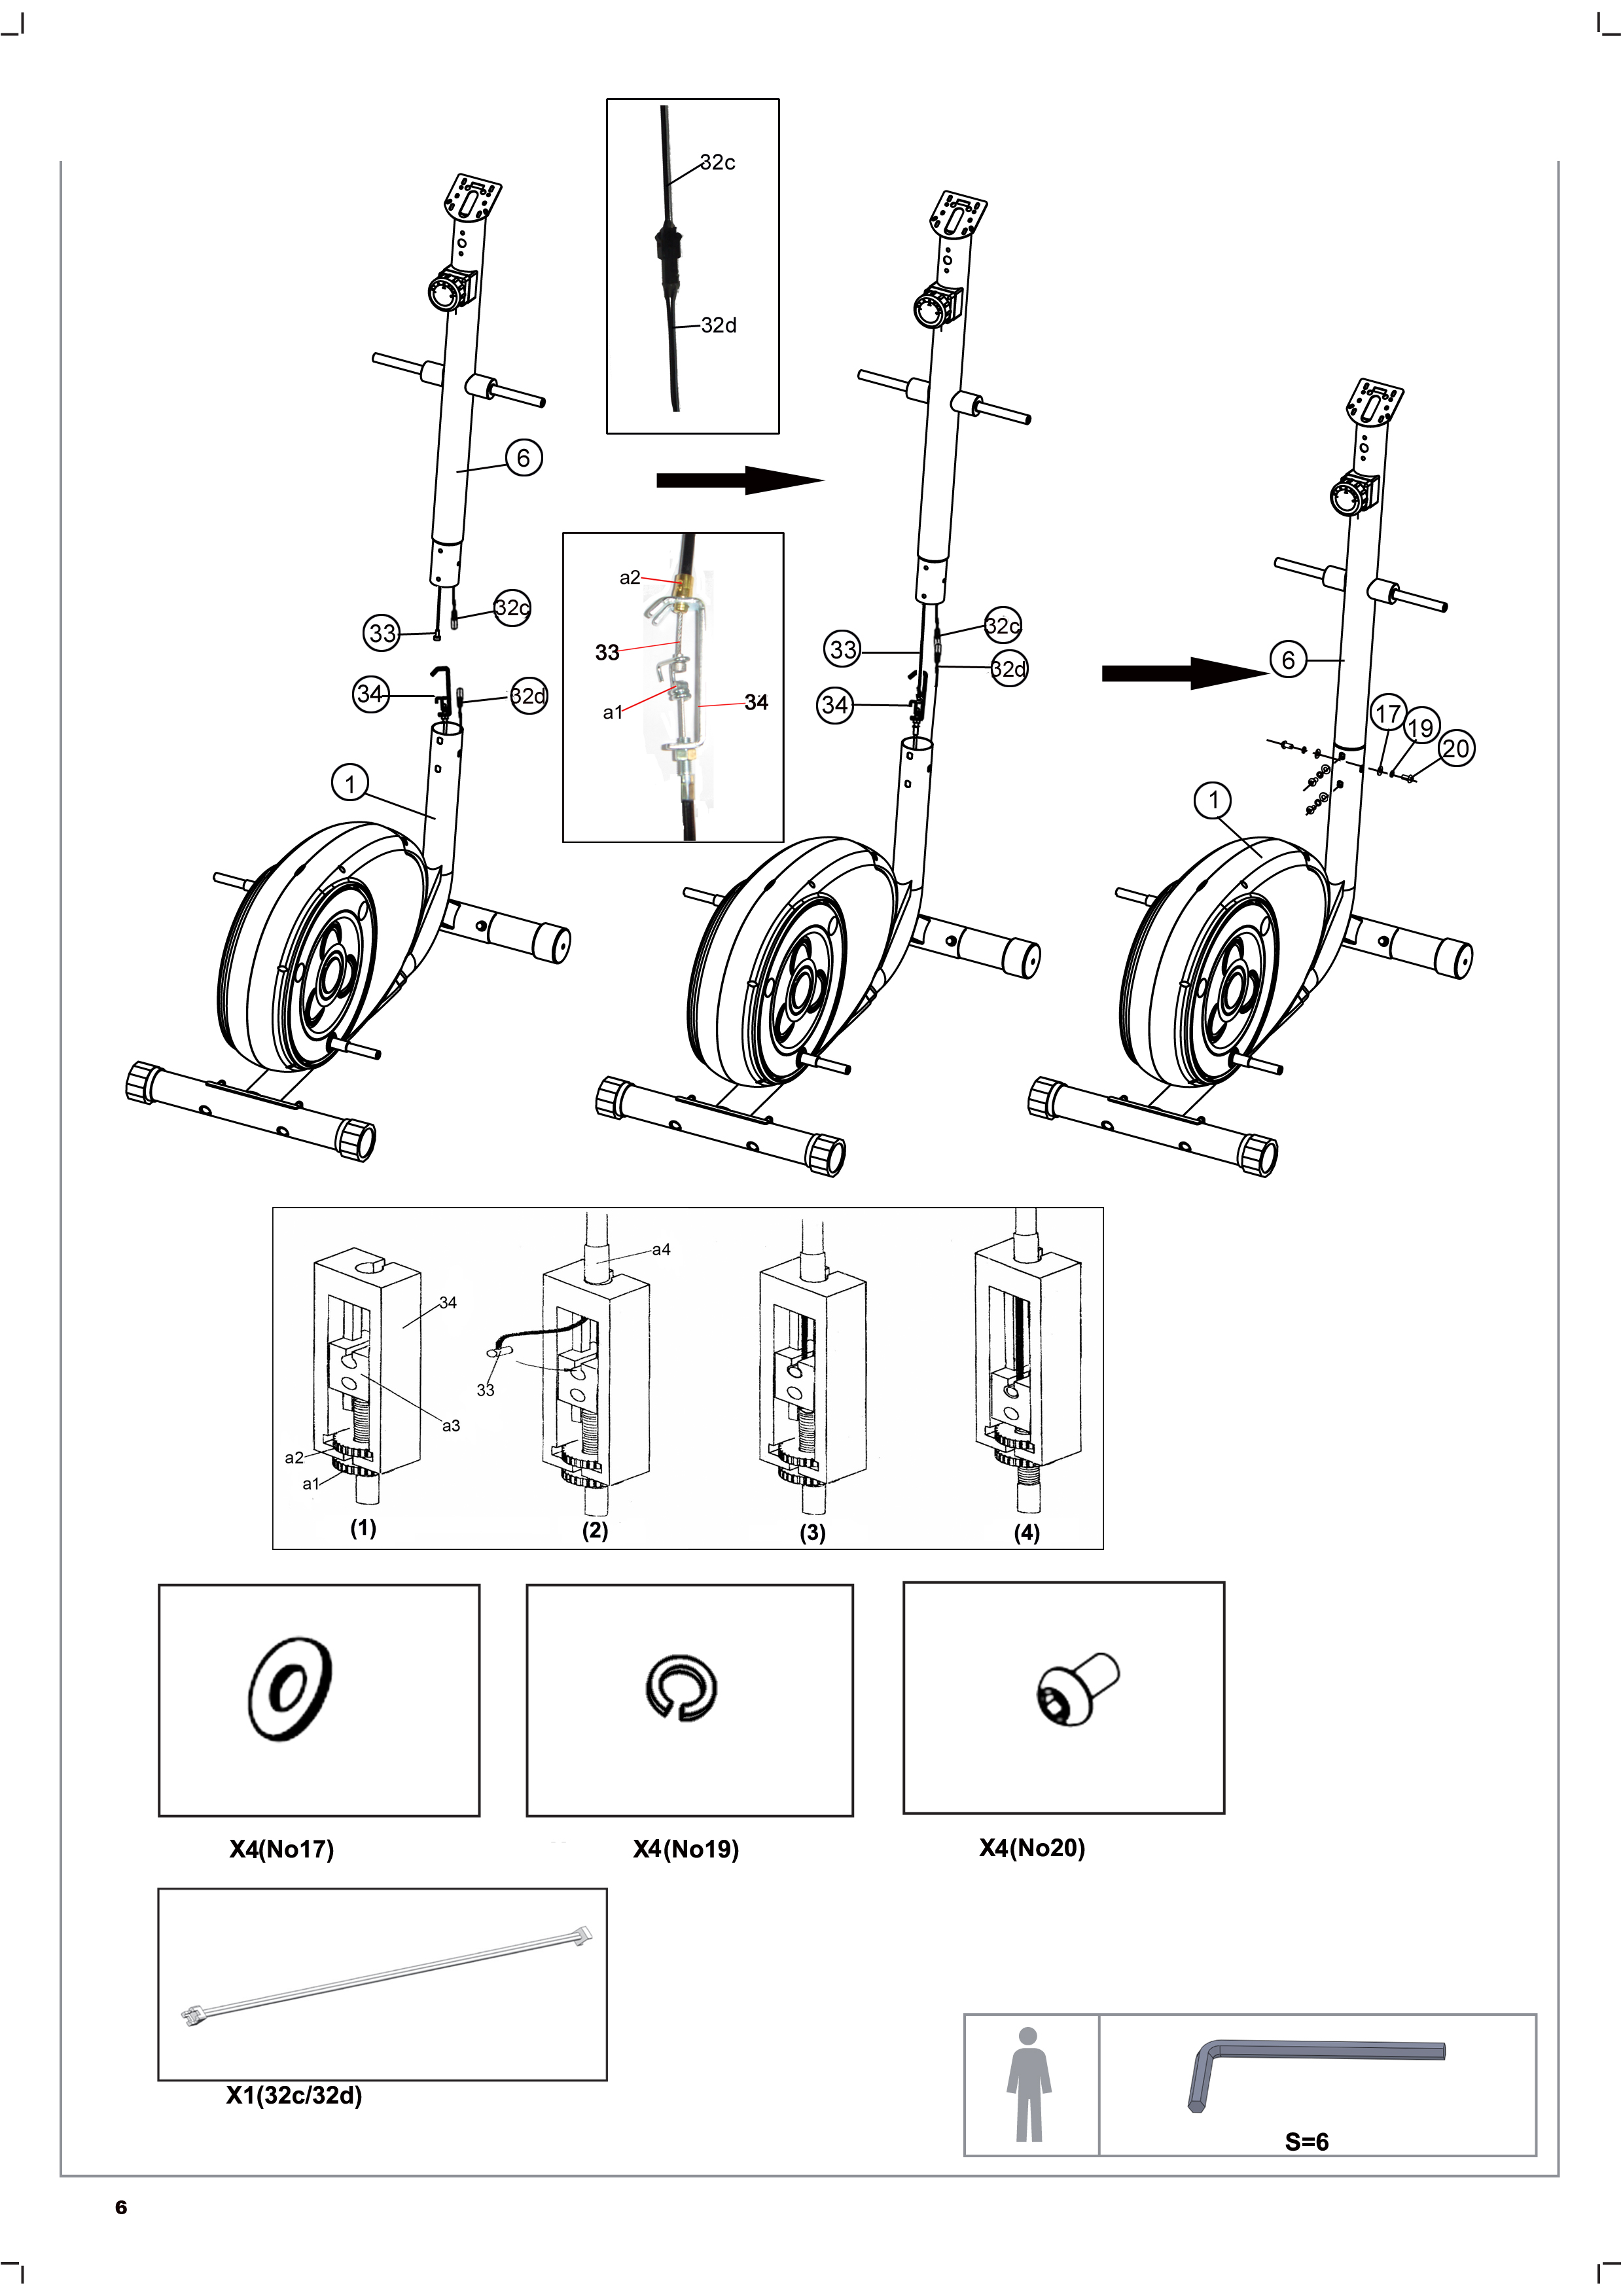 32c
32d
6
33
32c
34
32d
1
a2
33
a1
34
33
32c
32d
34
6
17
19
20
1
34
a3
a2
a1
(1)
a4
33
(2)
(3)
(4)
X4(No17)
X4(No19)
X4(No20)
X1(32c/32d)
S=6
6